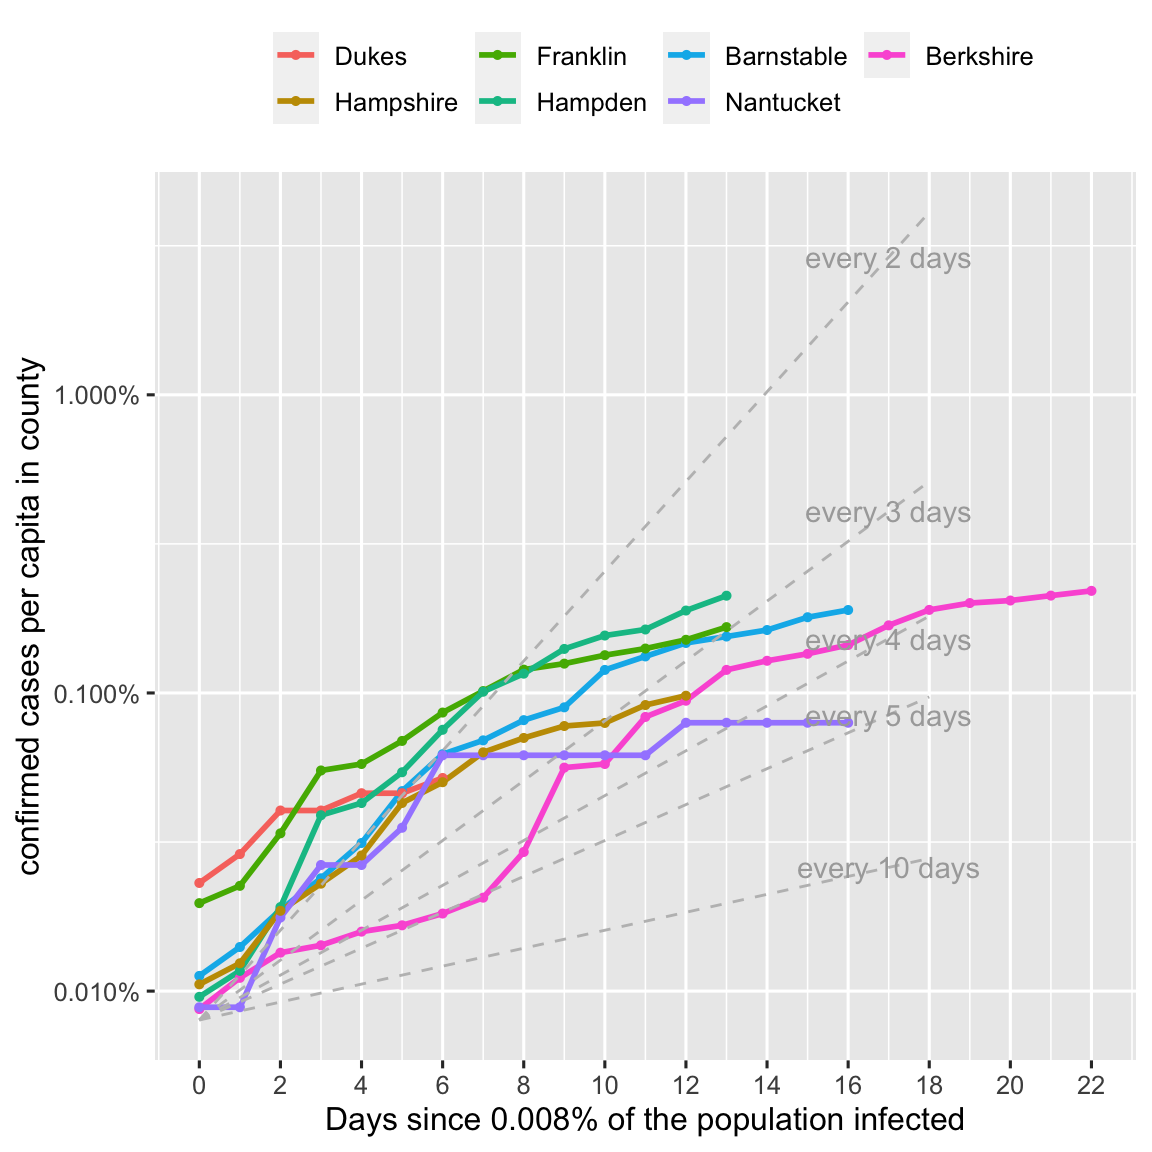 Dukes Franklin Barnstable Berkshire
Hampshire Hampden Nantucket
every 2 days
1.000%
every 3 days
every 4 days
0.100%
every 5 days
every 10 days
0.010%
0 2 4 6 8 10 12 14 16 18 20 22
Days since 0.008% of the population infected
confirmed cases per capita in county